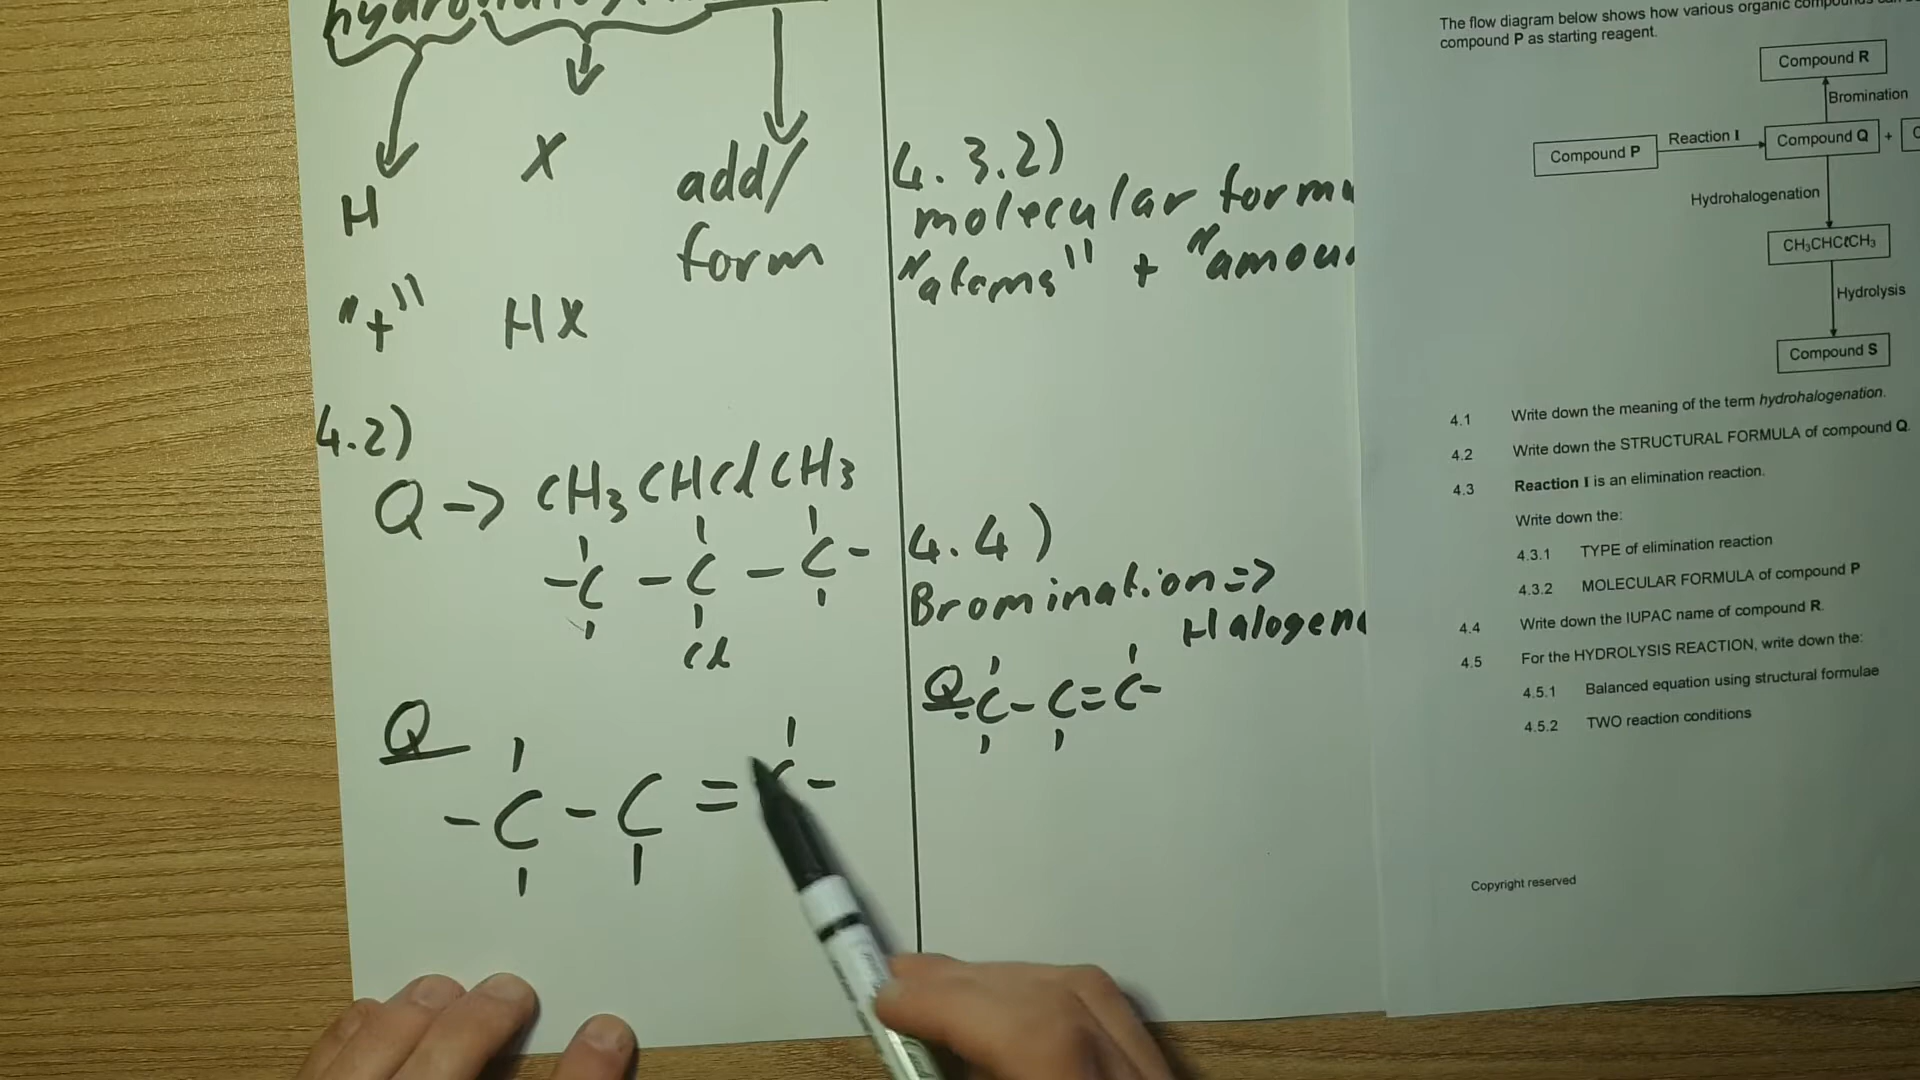 H
X
add/
form
"+"
HX
4.2)
Q -> CH3CHClCH3
-C-C-C-
Cl
Q
-C-C=C-
4.3.2)
molecular
"atoms" +
4.4)
Bromination =>
Q
-C-C=C-
The flow diagram below shows how various organic
compound P as starting reagent.
Compound R
Bromination
Compound P
Reaction I
Compound Q
+
Hydrohalogenation
CH₃CHCℓCH₃
Hydrolysis
Compound S
4.1 Write down the meaning of the term hydrohalogenation.
4.2 Write down the STRUCTURAL FORMULA of compound Q.
4.3 Reaction I is an elimination reaction.
Write down the:
4.3.1 TYPE of elimination reaction
4.3.2 MOLECULAR FORMULA of compound P
4.4 Write down the IUPAC name of compound R.
4.5 For the HYDROLYSIS REACTION, write down the:
4.5.1 Balanced equation using structural formulae
4.5.2 TWO reaction conditions
Copyright reserved